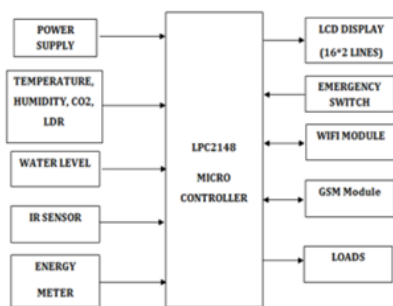 POWER
SUPPLY
TEMPERATURE,
HUMIDITY, CO2,
LDR
WATER LEVEL
IR SENSOR
ENERGY
METER
LPC2148
MICRO
CONTROLLER
LCD DISPLAY
(16*2 LINES)
EMERGENCY
SWITCH
WIFI MODULE
GSM Module
LOADS